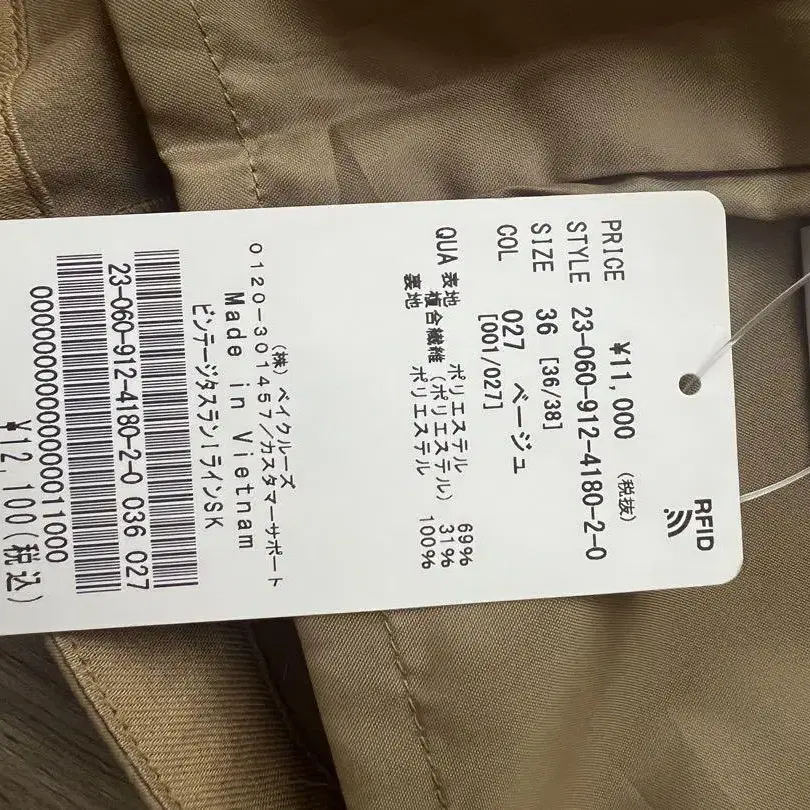 RFID
PRICE ¥11,000 (税抜)
STYLE 23-060-912-4180-2-0
SIZE 36 [36/38]
COL 027 ベージュ
[001/027]
QUA 表地 ポリエステル 69%
複合繊維(ポリエステル) 31%
裏地 ポリエステル 100%
(株)ベイクルーズ
0120-301457/カスタマーサポート
Made in Vietnam
ビンテージタスランIラインSK
23-060-912-4180-2-0 036 027
0000000000000000011000
¥12,100(税込)